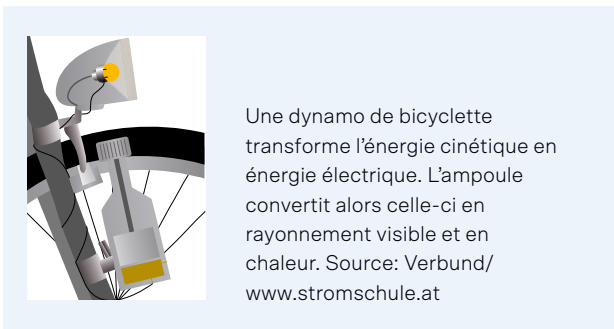 Une dynamo de bicyclette
transforme l’énergie cinétique en
énergie électrique. L’ampoule
convertit alors celle-ci en
rayonnement visible et en
chaleur. Source: Verbund/
www.stromschule.at